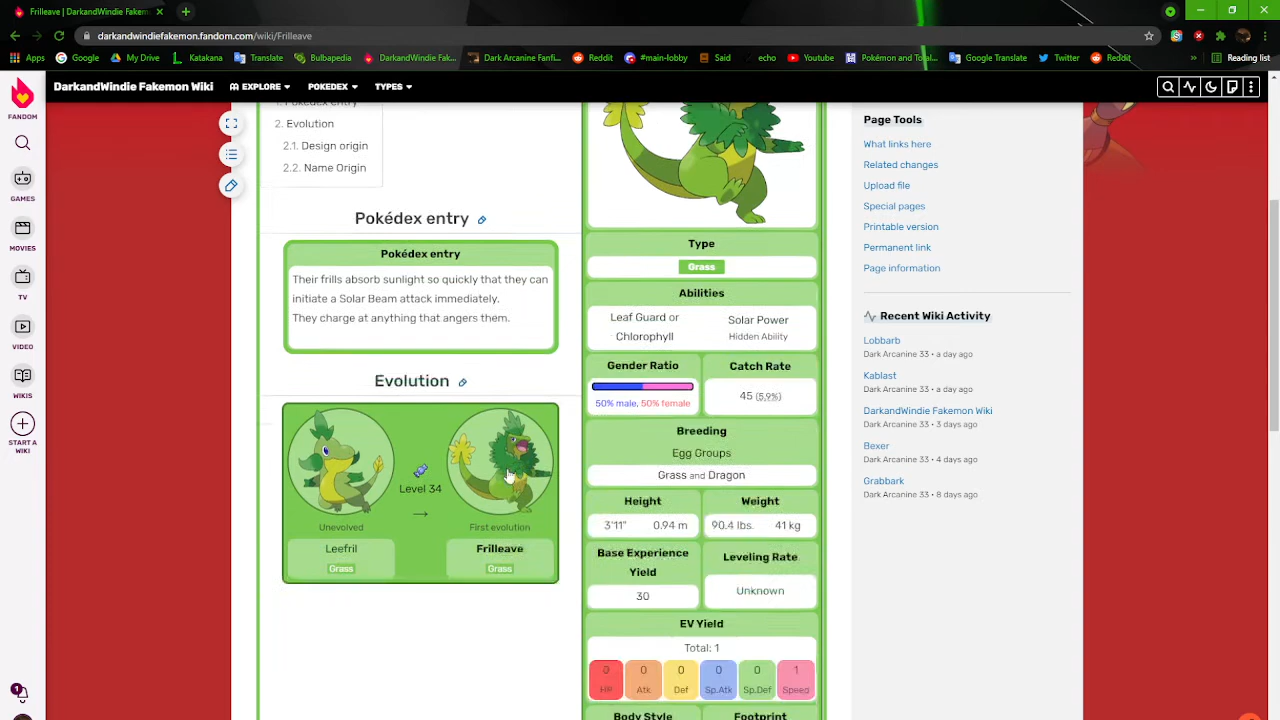 Frilleave | DarkandWindie Fakem
darkandwindiefakemon.fandom.com/wiki/Frilleave
Apps
Google
My Drive
Translate
Bulbapedia
DarkandWindie Fak...
Dark Arcanine Fanfi...
Reddit
#main-lobby
Said
echo
Youtube
Pokémon and Total...
Google Translate
Twitter
Reddit
Reading list
DarkandWindie Fakemon Wiki
EXPLORE
POKEDEX
TYPES
FANDOM
GAMES
MOVIES
TV
VIDEO
WIKIS
START A
WIKI
1
1. Pokédex entry
2. Evolution
2.1. Design origin
2.2. Name Origin
Pokédex entry
Pokédex entry
Their frills absorb sunlight so quickly that they can
initiate a Solar Beam attack immediately.
They charge at anything that angers them.
Evolution
Level 34
→
Unevolved
Leefril
Grass
First evolution
Frilleave
Grass
Type
Grass
Abilities
Leaf Guard or
Chlorophyll
Solar Power
Hidden Ability
Gender Ratio
50% male, 50% female
Catch Rate
45 (5.9%)
Breeding
Egg Groups
Grass and Dragon
Height
3'11" 0.94 m
Weight
90.4 lbs. 41 kg
Base Experience
Yield
30
Leveling Rate
Unknown
EV Yield
Total: 1
0 0 0 0 0 1
HP Atk Def Sp.Atk Sp.Def Speed
Body Style
Footprint
Page Tools
What links here
Related changes
Upload file
Special pages
Printable version
Permanent link
Page information
Recent Wiki Activity
Lobbarb
Dark Arcanine 33 • a day ago
Kablast
Dark Arcanine 33 • a day ago
DarkandWindie Fakemon Wiki
Dark Arcanine 33 • 3 days ago
Bexer
Dark Arcanine 33 • 4 days ago
Grabbark
Dark Arcanine 33 • 8 days ago